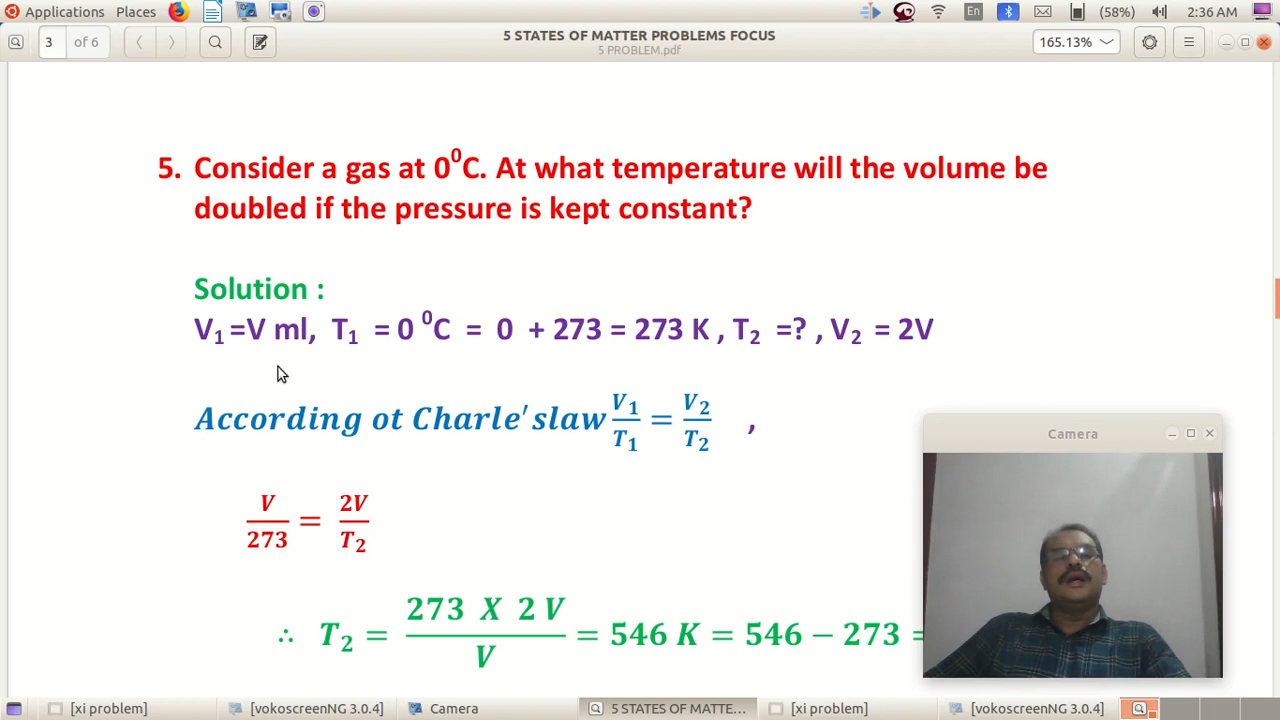 Applications Places En (58%) 2:36 AM
3 of 6 5 STATES OF MATTER PROBLEMS FOCUS 165.13%
5 PROBLEM.pdf
5. Consider a gas at 0⁰C. At what temperature will the volume be
doubled if the pressure is kept constant?
Solution :
V₁ =V ml, T₁ = 0 ⁰C = 0 + 273 = 273 K , T₂ =? , V₂ = 2V
According ot Charle'slaw V₁/T₁ = V₂/T₂ ,
V/273 = 2V/T₂
∴ T₂ = 273 X 2 V/V = 546 K = 546 − 273 =
Camera
[xi problem] [vokoscreenNG 3.0.4] Camera 5 STATES OF MATTE... [xi problem] [vokoscreenNG 3.0.4]